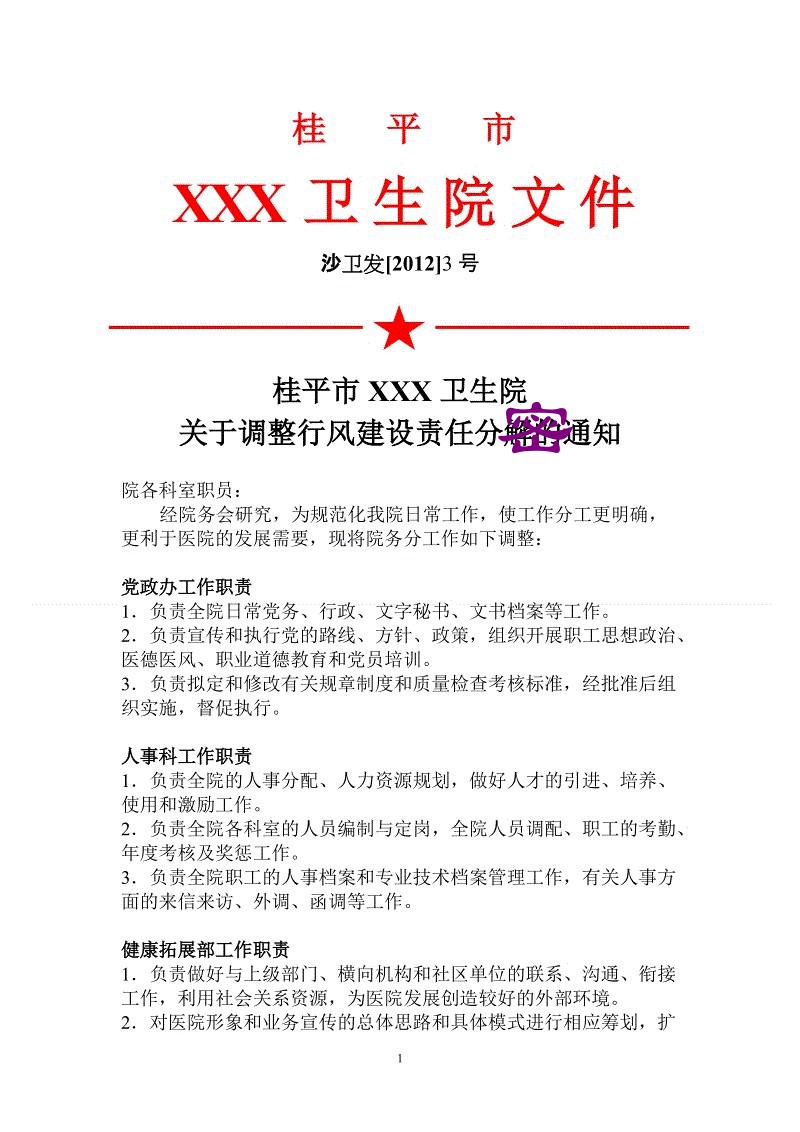 桂 平 市
XXX 卫生院文件
沙卫发[2012]3 号
桂平市 XXX 卫生院
关于调整行风建设责任分解的通知
密
院各科室职员：
经院务会研究，为规范化我院日常工作，使工作分工更明确，
更利于医院的发展需要，现将院务分工作如下调整：
党政办工作职责
1．负责全院日常党务、行政、文字秘书、文书档案等工作。
2．负责宣传和执行党的路线、方针、政策，组织开展职工思想政治、
医德医风、职业道德教育和党员培训。
3．负责拟定和修改有关规章制度和质量检查考核标准，经批准后组
织实施，督促执行。
人事科工作职责
1．负责全院的人事分配、人力资源规划，做好人才的引进、培养、
使用和激励工作。
2．负责全院各科室的人员编制与定岗，全院人员调配、职工的考勤、
年度考核及奖惩工作。
3．负责全院职工的人事档案和专业技术档案管理工作，有关人事方
面的来信来访、外调、函调等工作。
健康拓展部工作职责
1．负责做好与上级部门、横向机构和社区单位的联系、沟通、衔接
工作，利用社会关系资源，为医院发展创造较好的外部环境。
2．对医院形象和业务宣传的总体思路和具体模式进行相应筹划，扩
1